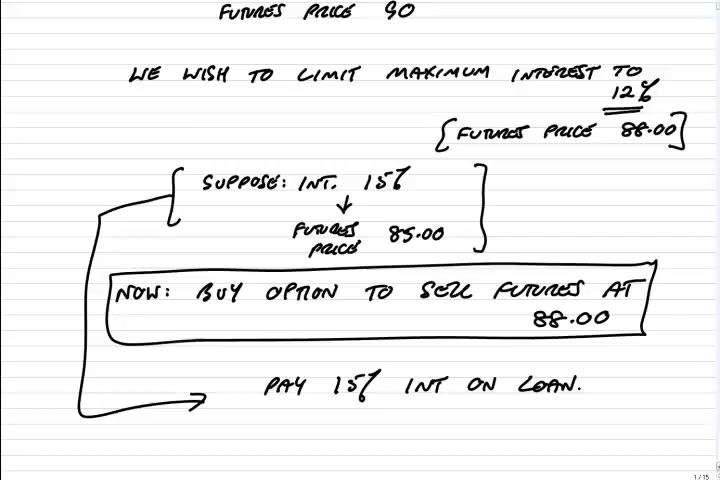 FUTURES PRICE 90
WE WISH TO LIMIT MAXIMUM INTEREST TO
12%
[FUTURES PRICE 88.00]
SUPPOSE: INT. 15%
FUTURES 85.00
PRICE
NOW: BUY OPTION TO SELL FUTURES AT
88.00
PAY 15% INT ON LOAN.
1/15